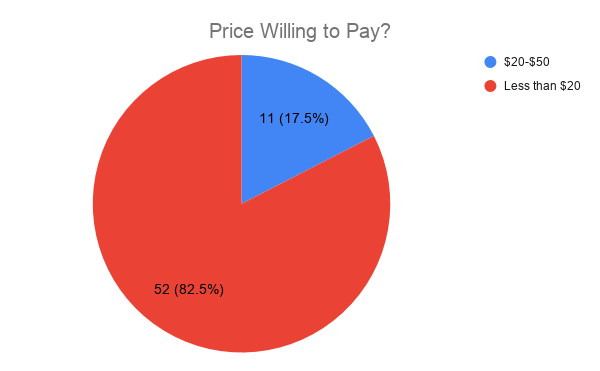 Price Willing to Pay?
$20-$50
Less than $20
11 (17.5%)
52 (82.5%)